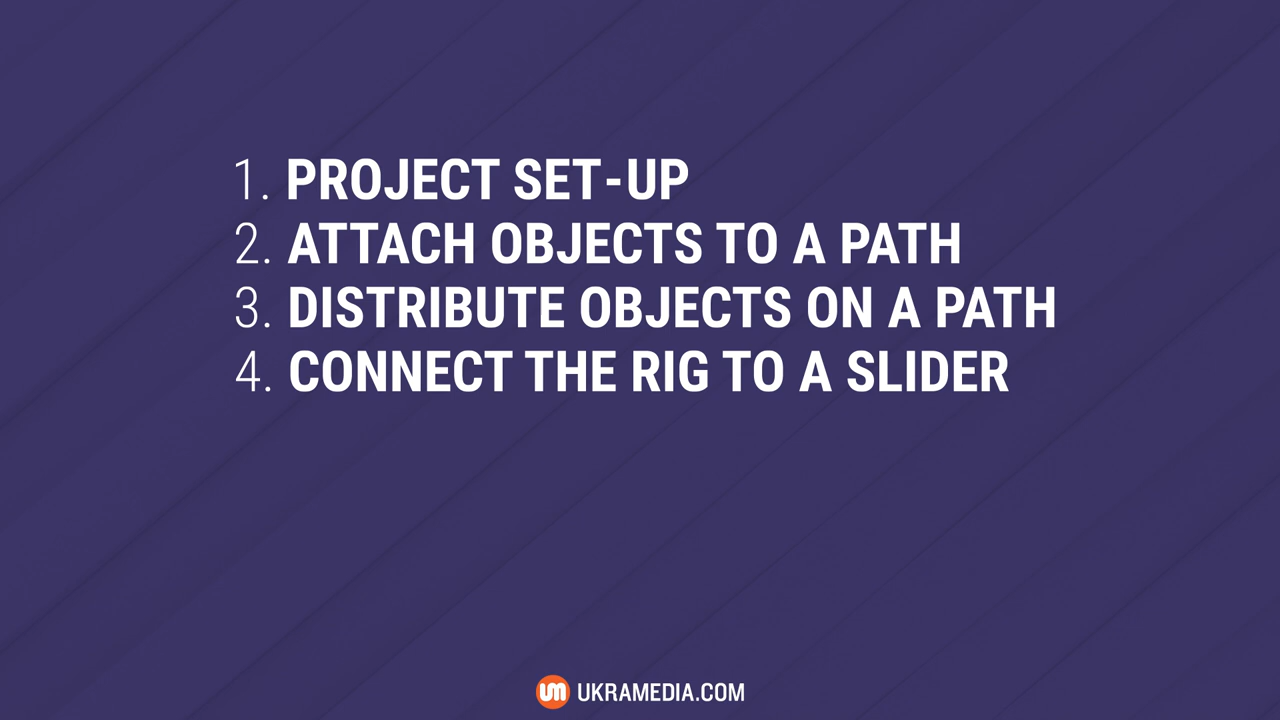 1. PROJECT SET-UP
2. ATTACH OBJECTS TO A PATH
3. DISTRIBUTE OBJECTS ON A PATH
4. CONNECT THE RIG TO A SLIDER
um UKRAMEDIA.COM